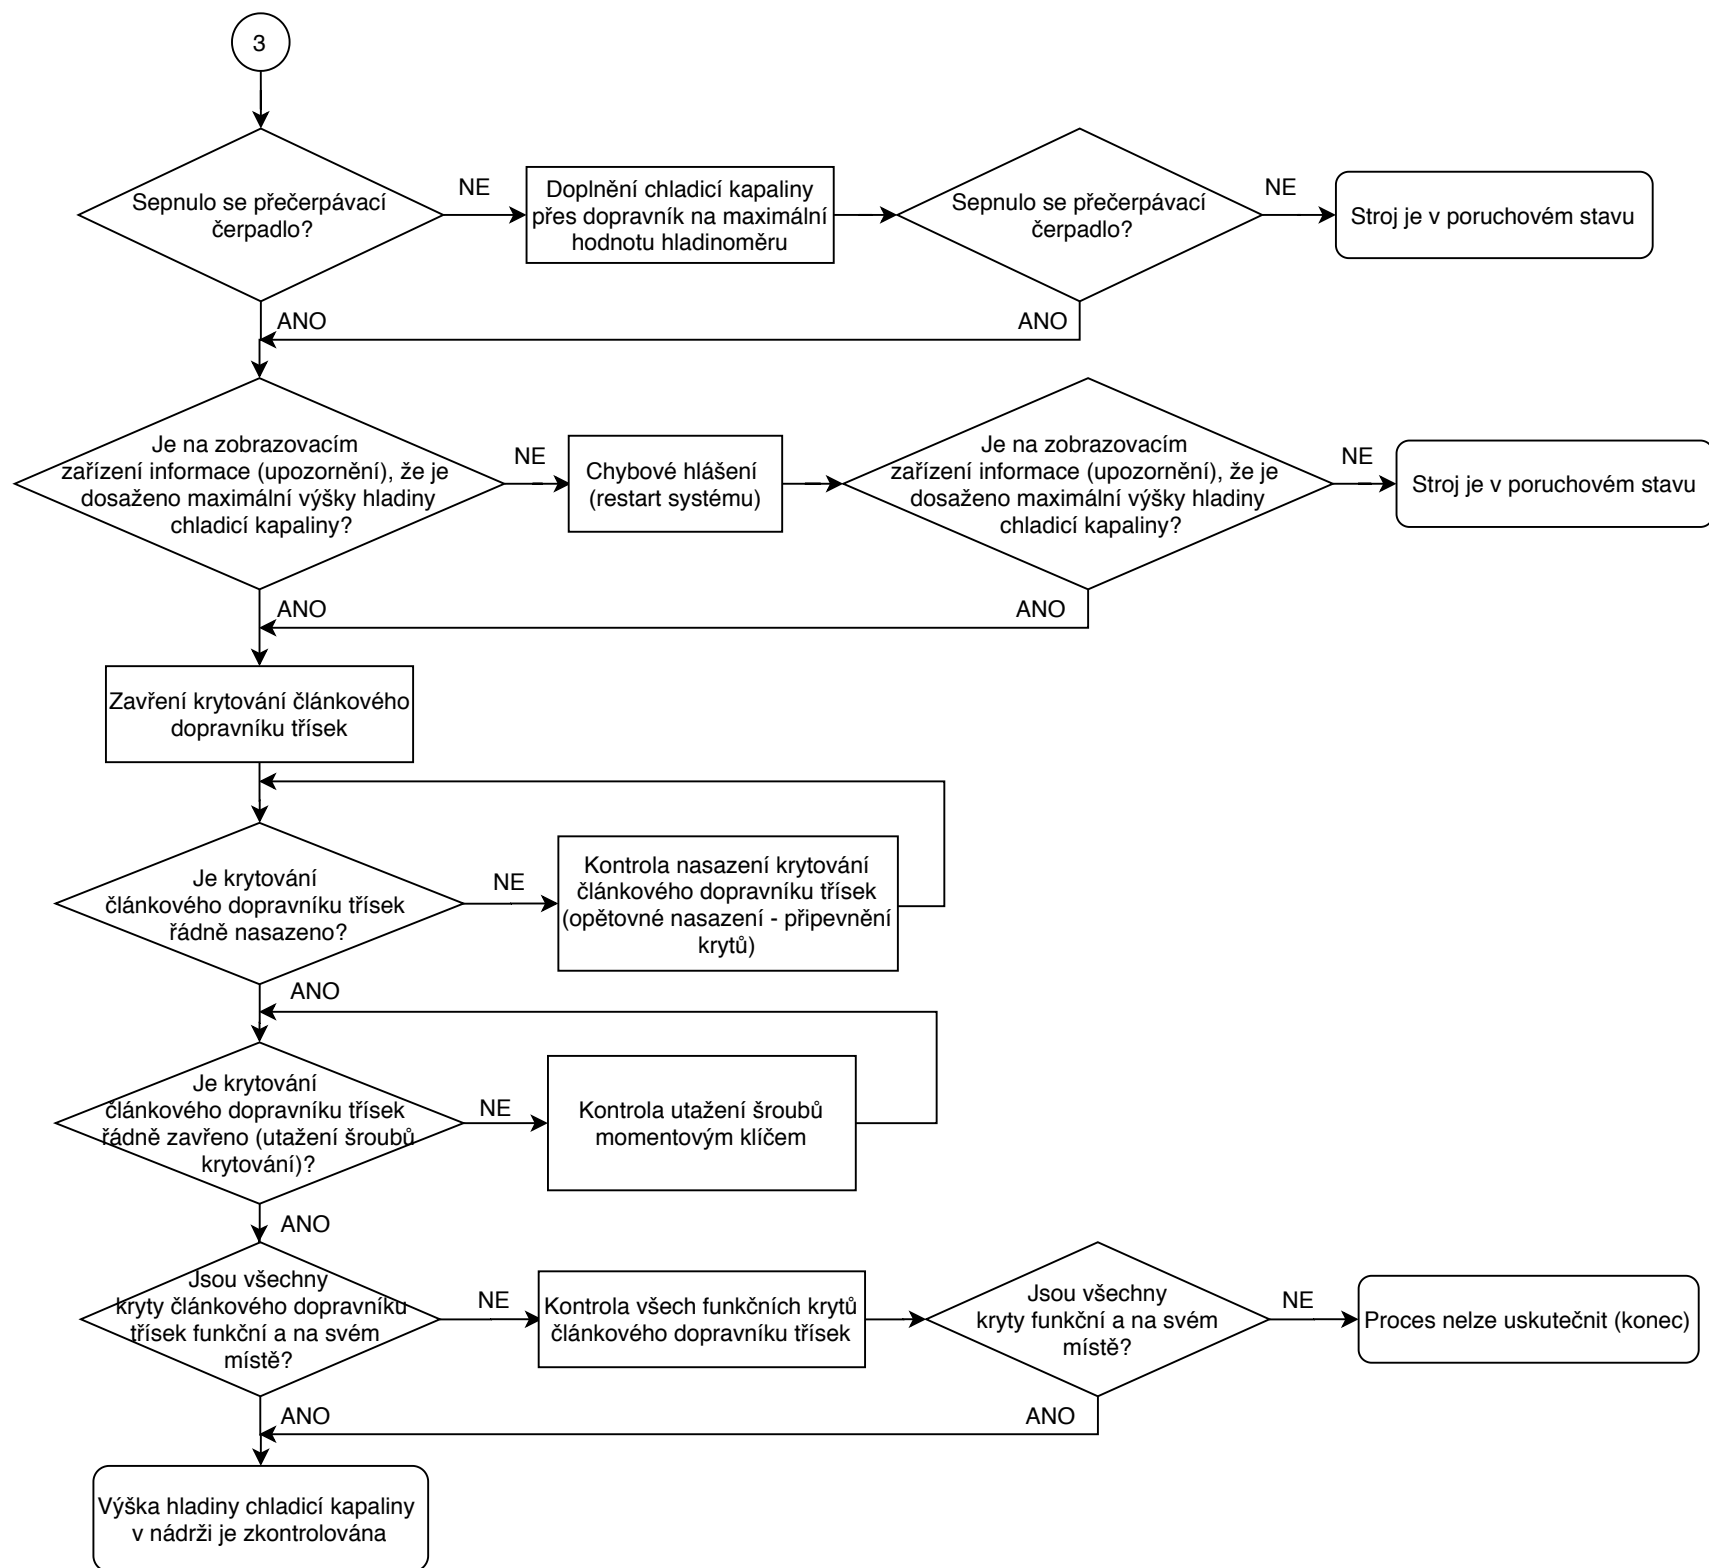 3
Sepnulo se přečerpávací
čerpadlo?
NE
Doplnění chladicí kapaliny
přes dopravník na maximální
hodnotu hladinoměru
Sepnulo se přečerpávací
čerpadlo?
NE
Stroj je v poruchovém stavu
ANO
ANO
Je na zobrazovacím
zařízení informace (upozornění), že je
dosaženo maximální výšky hladiny
chladicí kapaliny?
NE
Chybové hlášení
(restart systému)
Je na zobrazovacím
zařízení informace (upozornění), že je
dosaženo maximální výšky hladiny
chladicí kapaliny?
NE
Stroj je v poruchovém stavu
ANO
ANO
Zavření krytování článkového
dopravníku třísek
Je krytování
článkového dopravníku třísek
řádně nasazeno?
NE
Kontrola nasazení krytování
článkového dopravníku třísek
(opětovné nasazení - připevnění
krytů)
ANO
Je krytování
článkového dopravníku třísek
řádně zavřeno (utažení šroubů
krytování)?
NE
Kontrola utažení šroubů
momentovým klíčem
ANO
Jsou všechny
kryty článkového dopravníku
třísek funkční a na svém
místě?
NE
Kontrola všech funkčních krytů
článkového dopravníku třísek
Jsou všechny
kryty funkční a na svém
místě?
NE
Proces nelze uskutečnit (konec)
ANO
ANO
Výška hladiny chladicí kapaliny
v nádrži je zkontrolována